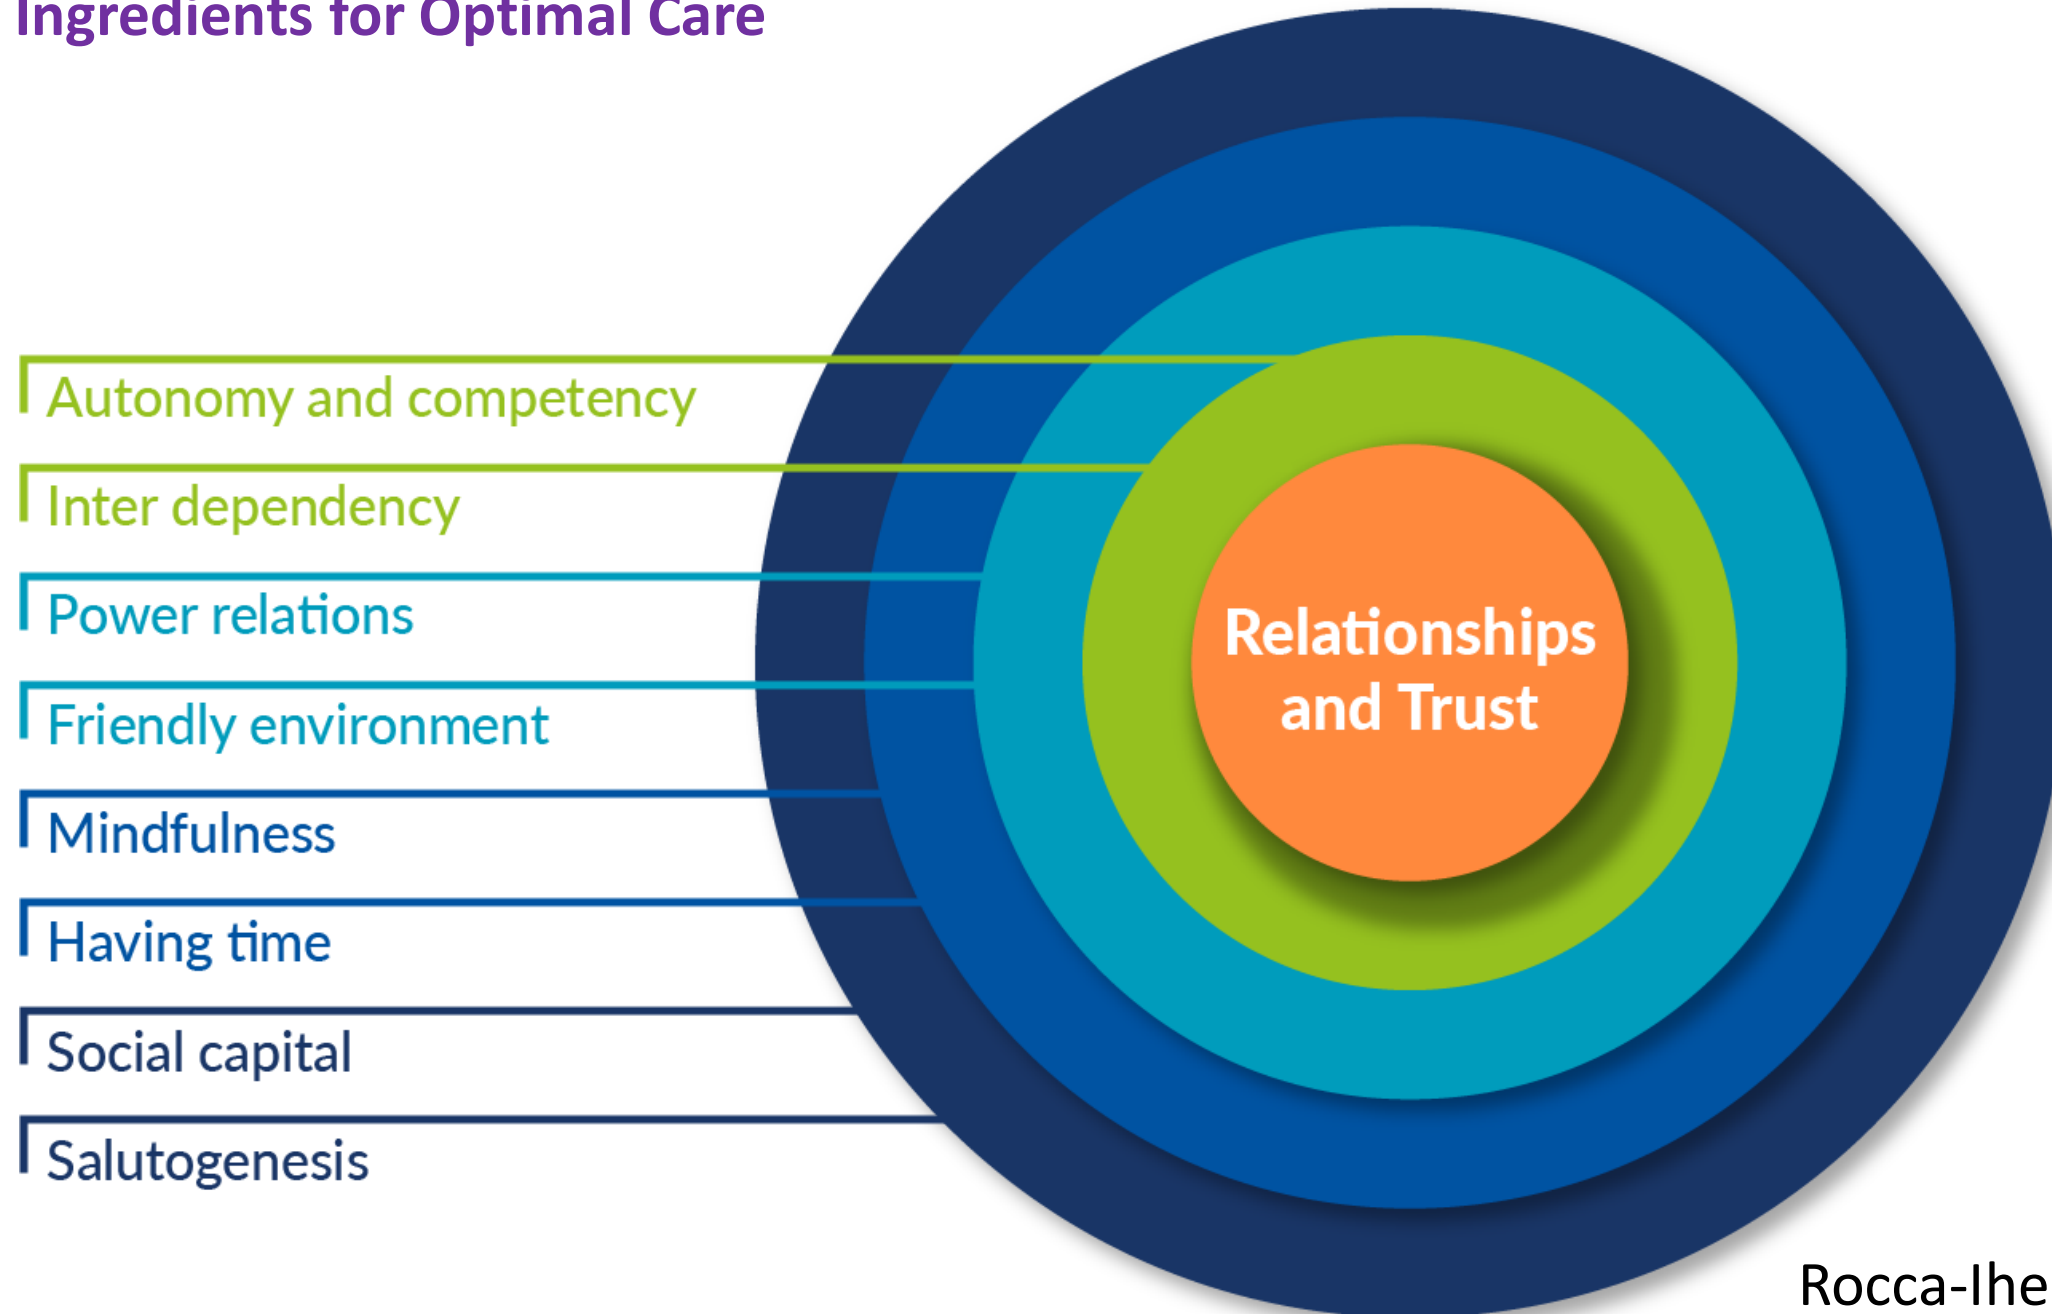 Ingredients for Optimal Care
Autonomy and competency
Inter dependency
Power relations
Friendly environment
Mindfulness
Having time
Social capital
Salutogenesis
Relationships
and Trust
Rocca-Ihe